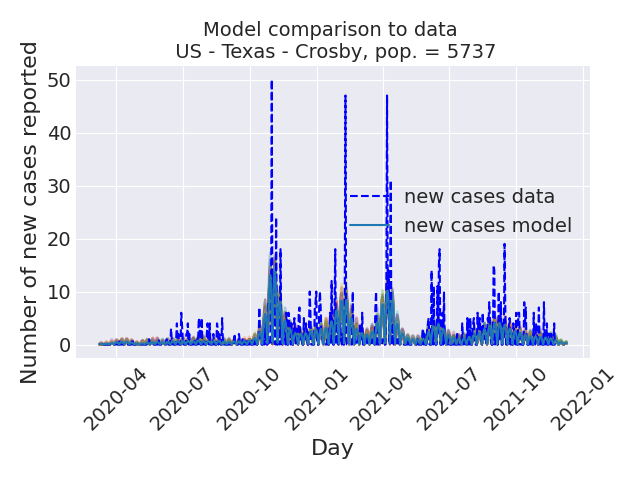 Model comparison to data
US - Texas - Crosby, pop. = 5737
Number of new cases reported
50
40
30
20
10
0
new cases data
new cases model
2020-04
2020-07
2020-10
2021-01
2021-04
2021-07
2021-10
2022-01
Day